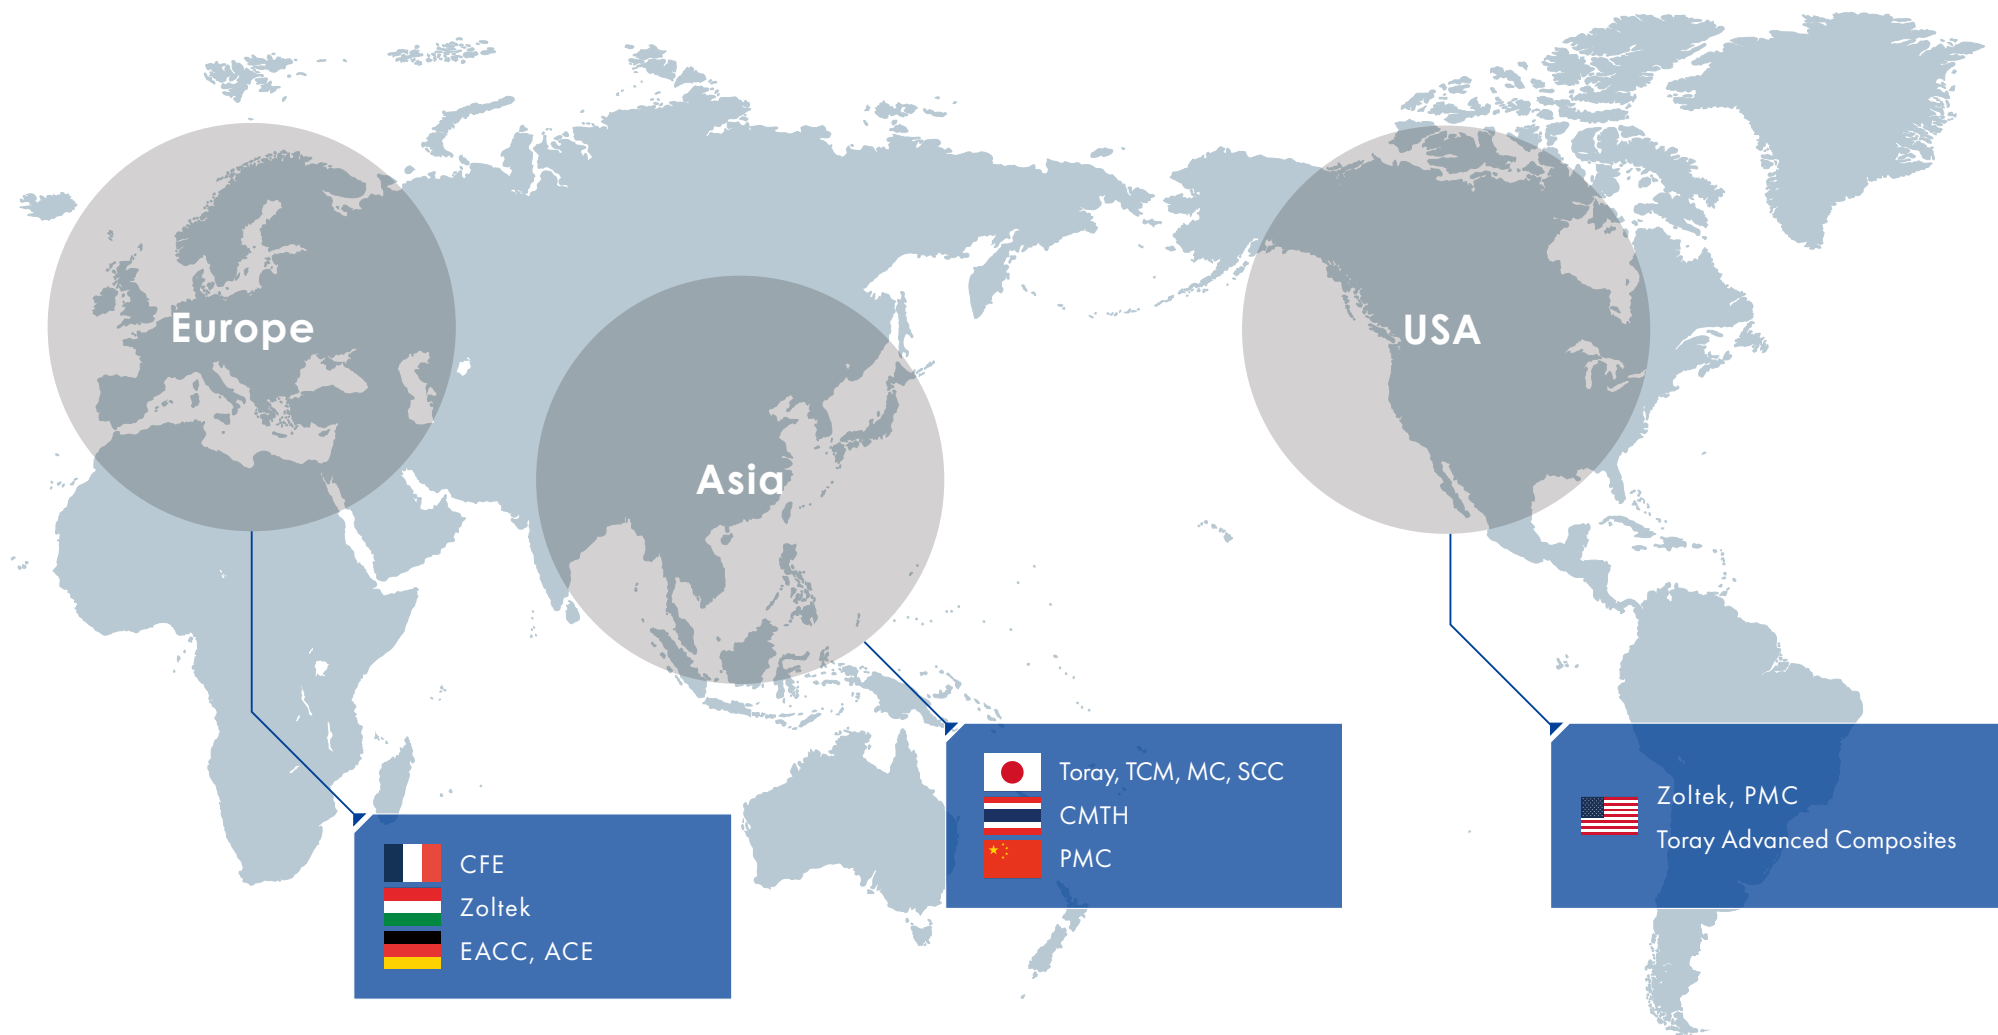 Europe
Asia
USA
CFE
Zoltek
EACC, ACE
Toray, TCM, MC, SCC
CMTH
PMC
Zoltek, PMC
Toray Advanced Composites